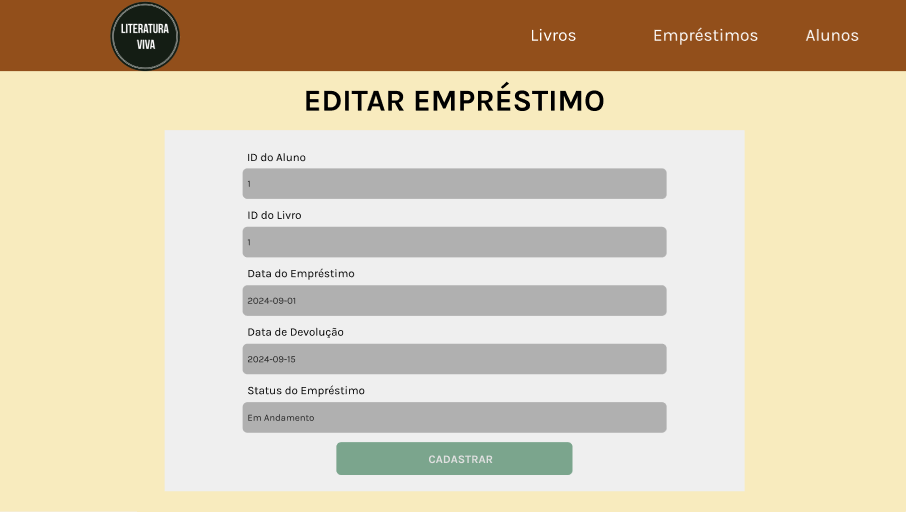 LITERATURA
VIVA
Livros
Empréstimos
Alunos
EDITAR EMPRÉSTIMO
ID do Aluno
1
ID do Livro
1
Data do Empréstimo
2024-09-01
Data de Devolução
2024-09-15
Status do Empréstimo
Em Andamento
CADASTRAR